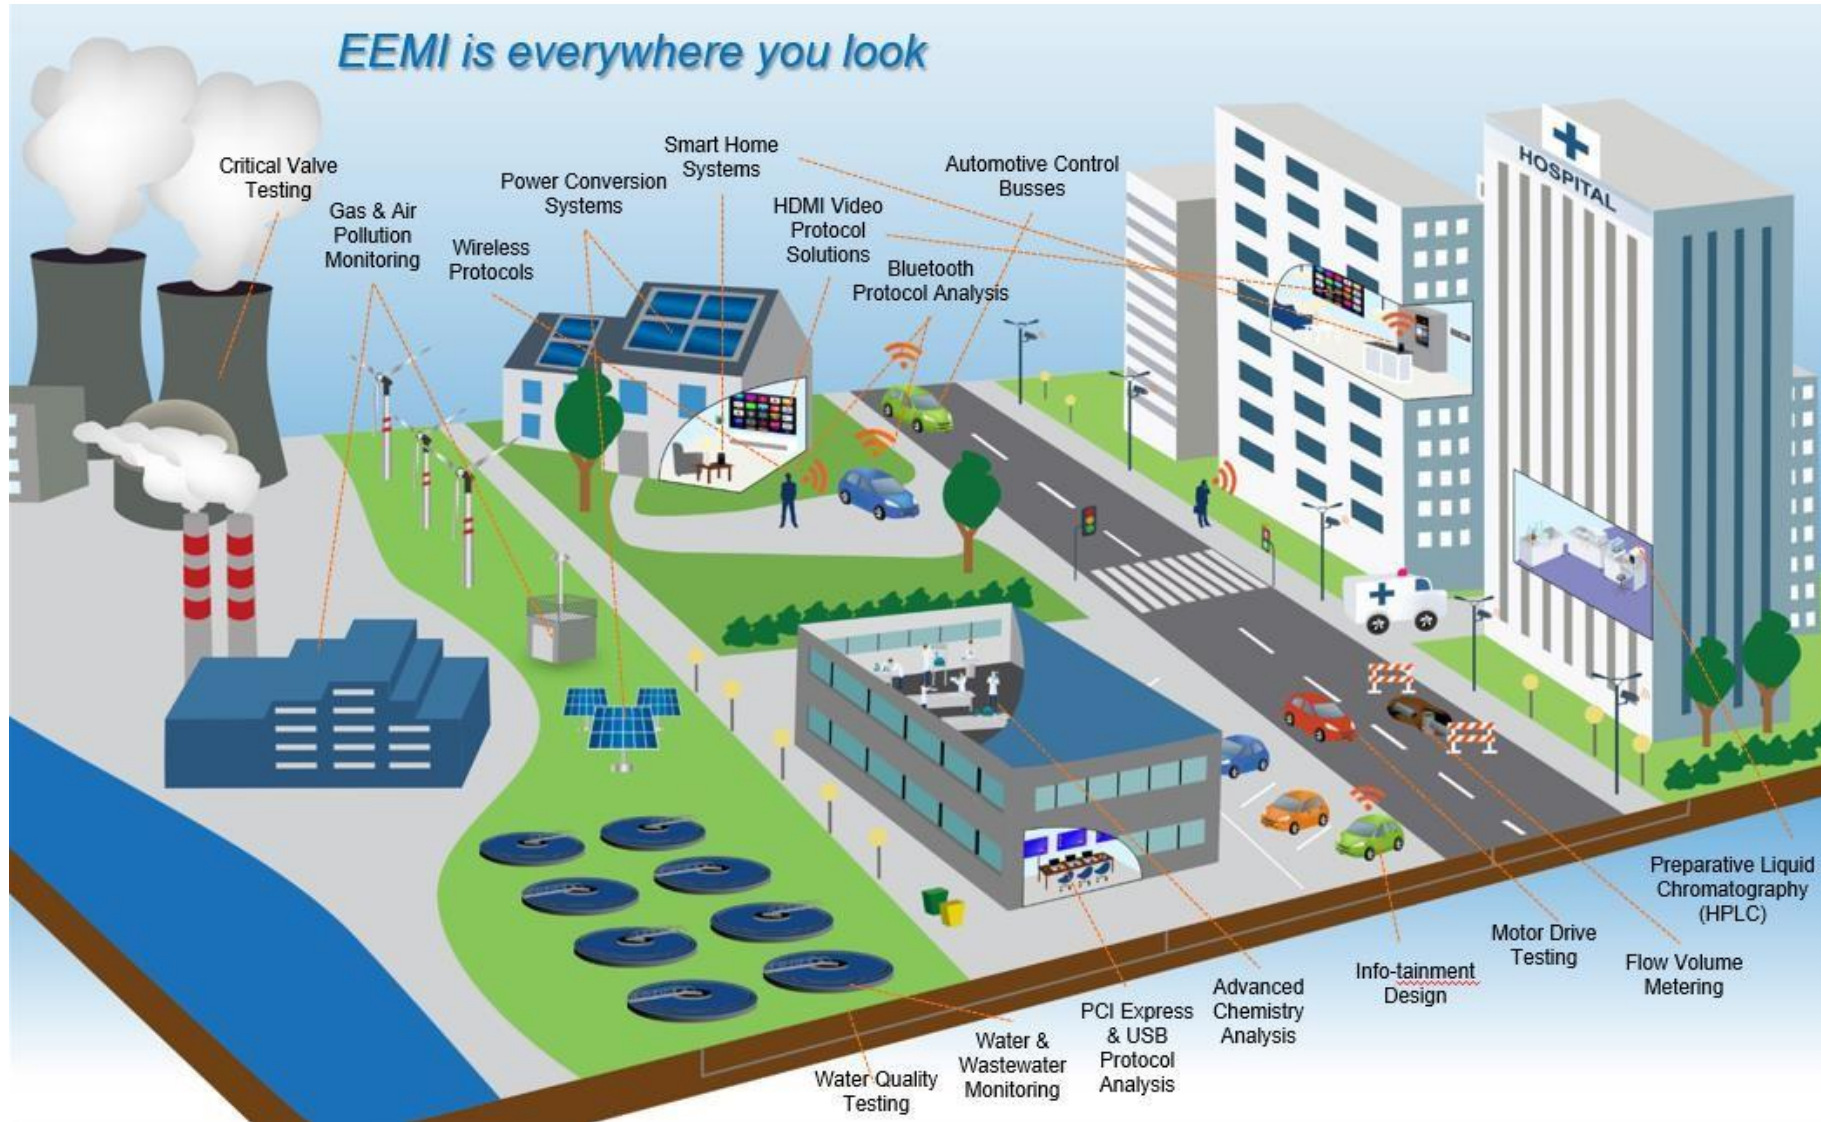 EEMI is everywhere you look
Critical Valve
Testing
Gas & Air
Pollution
Monitoring
Wireless
Protocols
Power Conversion
Systems
Smart Home
Systems
HDMI Video
Protocol
Solutions
Automotive Control
Busses
Bluetooth
Protocol Analysis
HOSPITAL
Preparative Liquid
Chromatography
(HPLC)
Motor Drive
Testing
Flow Volume
Metering
Info-tainment
Design
Advanced
Chemistry
Analysis
PCI Express
& USB
Protocol
Analysis
Water &
Wastewater
Monitoring
Water Quality
Testing